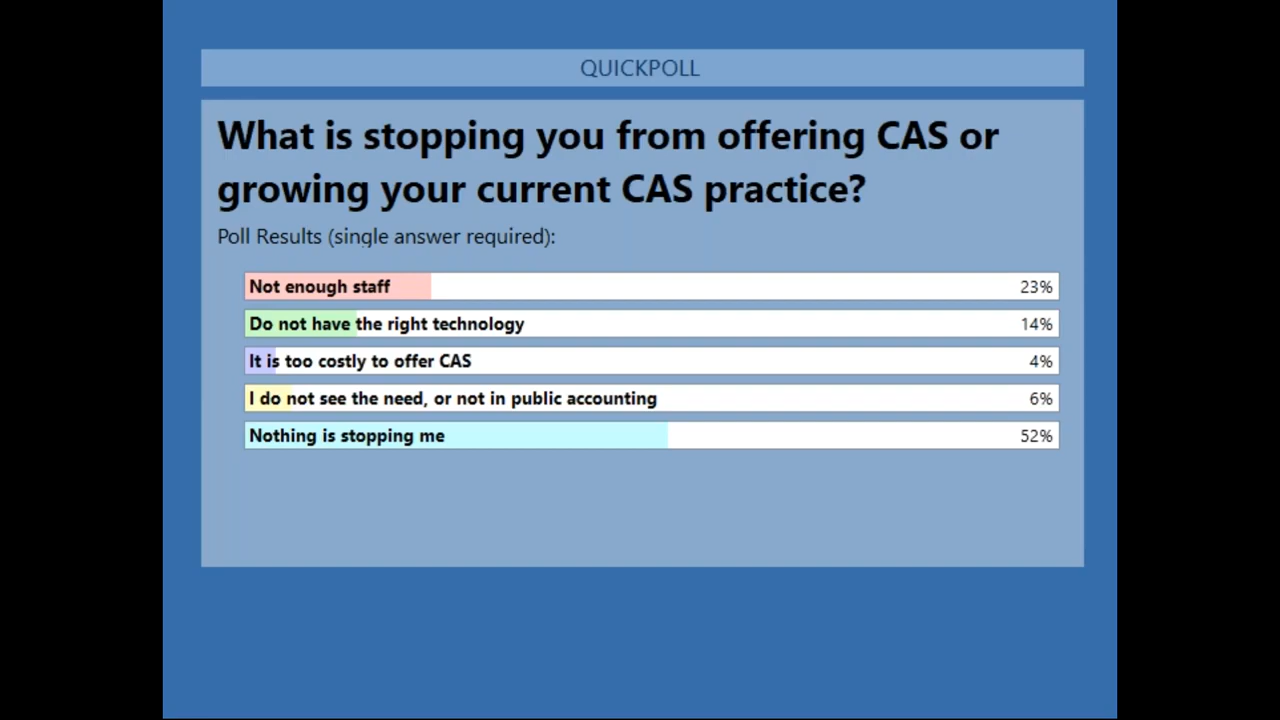 QUICKPOLL
What is stopping you from offering CAS or
growing your current CAS practice?
Poll Results (single answer required):
Not enough staff 23%
Do not have the right technology 14%
It is too costly to offer CAS 4%
I do not see the need, or not in public accounting 6%
Nothing is stopping me 52%